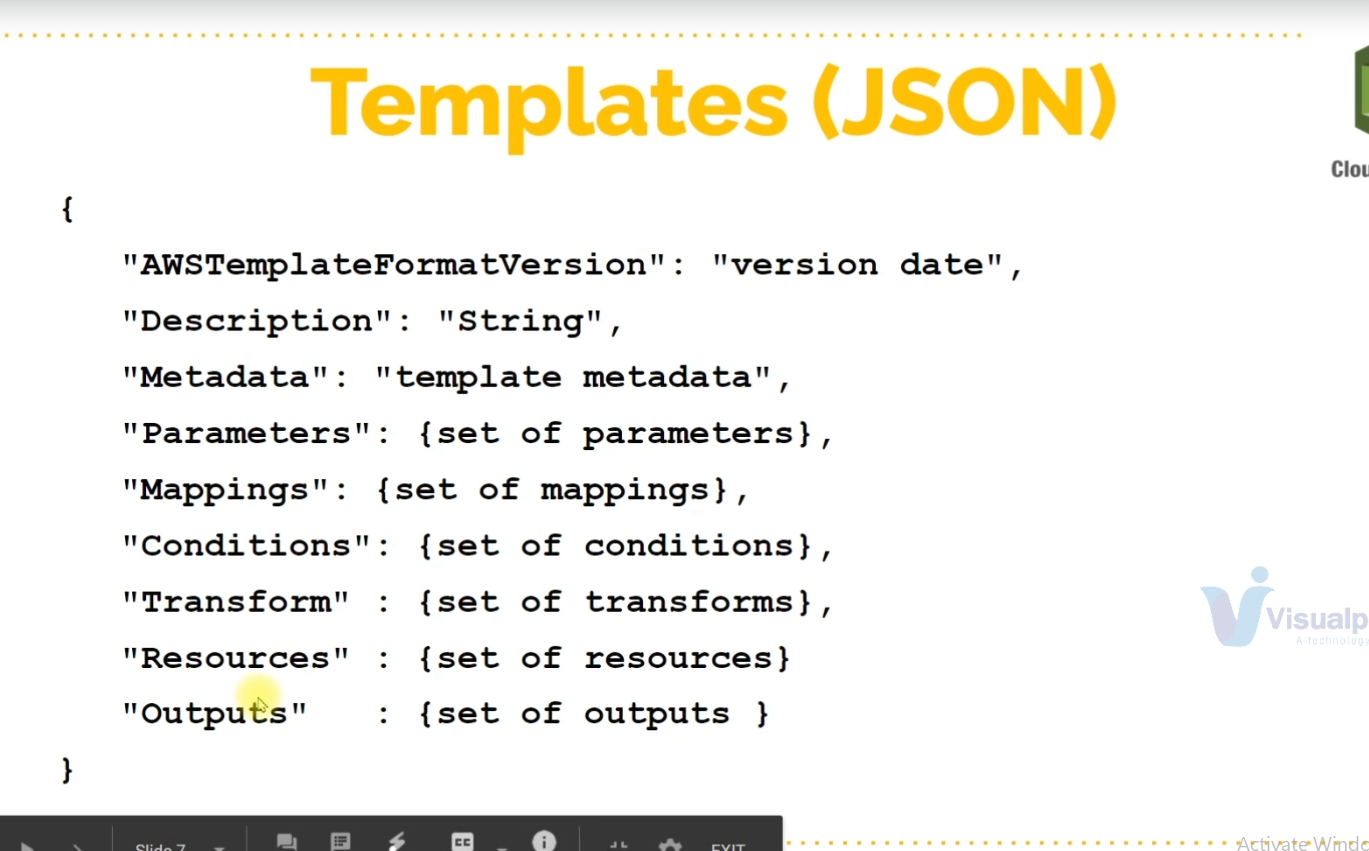 Templates (JSON)
Clou
{
"AWSTemplateFormatVersion": "version date",
"Description": "String",
"Metadata": "template metadata",
"Parameters": {set of parameters},
"Mappings": {set of mappings},
"Conditions": {set of conditions},
"Transform" : {set of transforms},
"Resources" : {set of resources}
"Outputs" : {set of outputs }
}
Visualp
A technology
Slide 7
CC
EXIT
Activate Windo